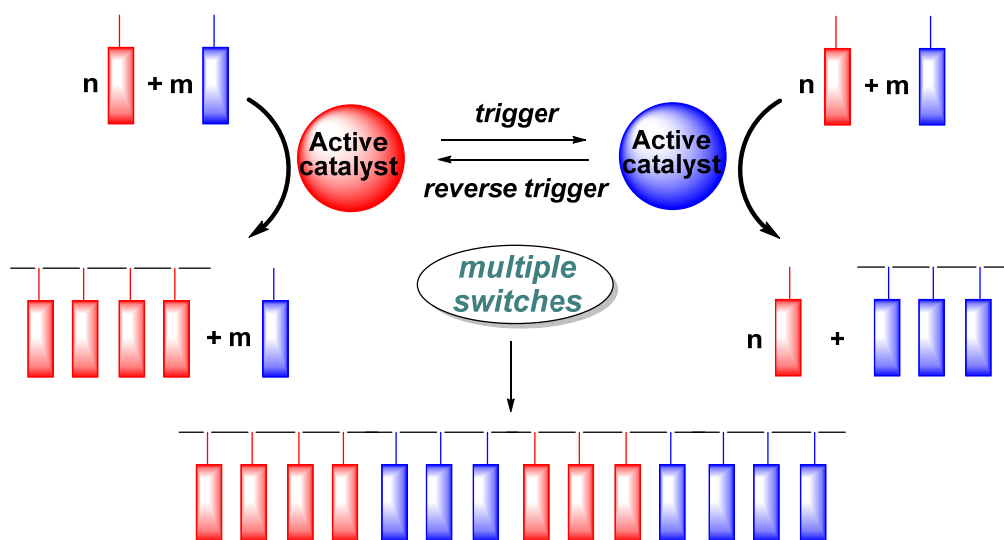 n + m
n + m
Active
catalyst
trigger
reverse trigger
Active
catalyst
+ m
multiple
switches
n +